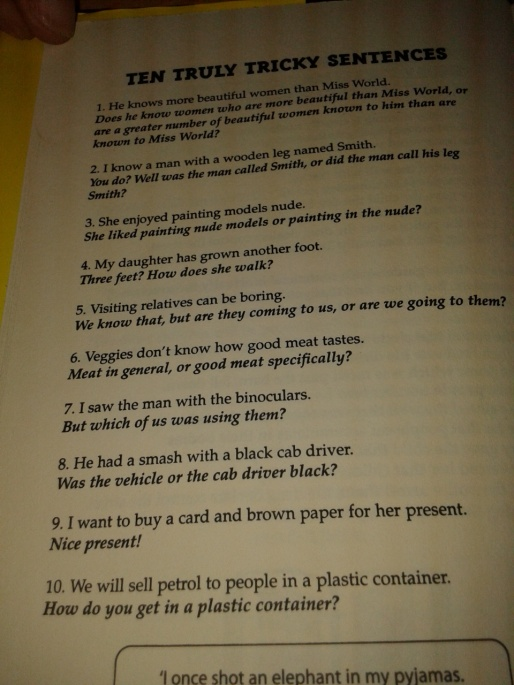 TEN TRULY TRICKY SENTENCES
1. He knows more beautiful women than Miss World.
Does he know women who are more beautiful than Miss World, or
are a greater number of beautiful women known to him than are
known to Miss World?
2. I know a man with a wooden leg named Smith.
You do? Well was the man called Smith, or did the man call his leg
Smith?
3. She enjoyed painting models nude.
She liked painting nude models or painting in the nude?
4. My daughter has grown another foot.
Three feet? How does she walk?
5. Visiting relatives can be boring.
We know that, but are they coming to us, or are we going to them?
6. Veggies don't know how good meat tastes.
Meat in general, or good meat specifically?
7. I saw the man with the binoculars.
But which of us was using them?
8. He had a smash with a black cab driver.
Was the vehicle or the cab driver black?
9. I want to buy a card and brown paper for her present.
Nice present!
10. We will sell petrol to people in a plastic container.
How do you get in a plastic container?
'I once shot an elephant in my pyjamas.